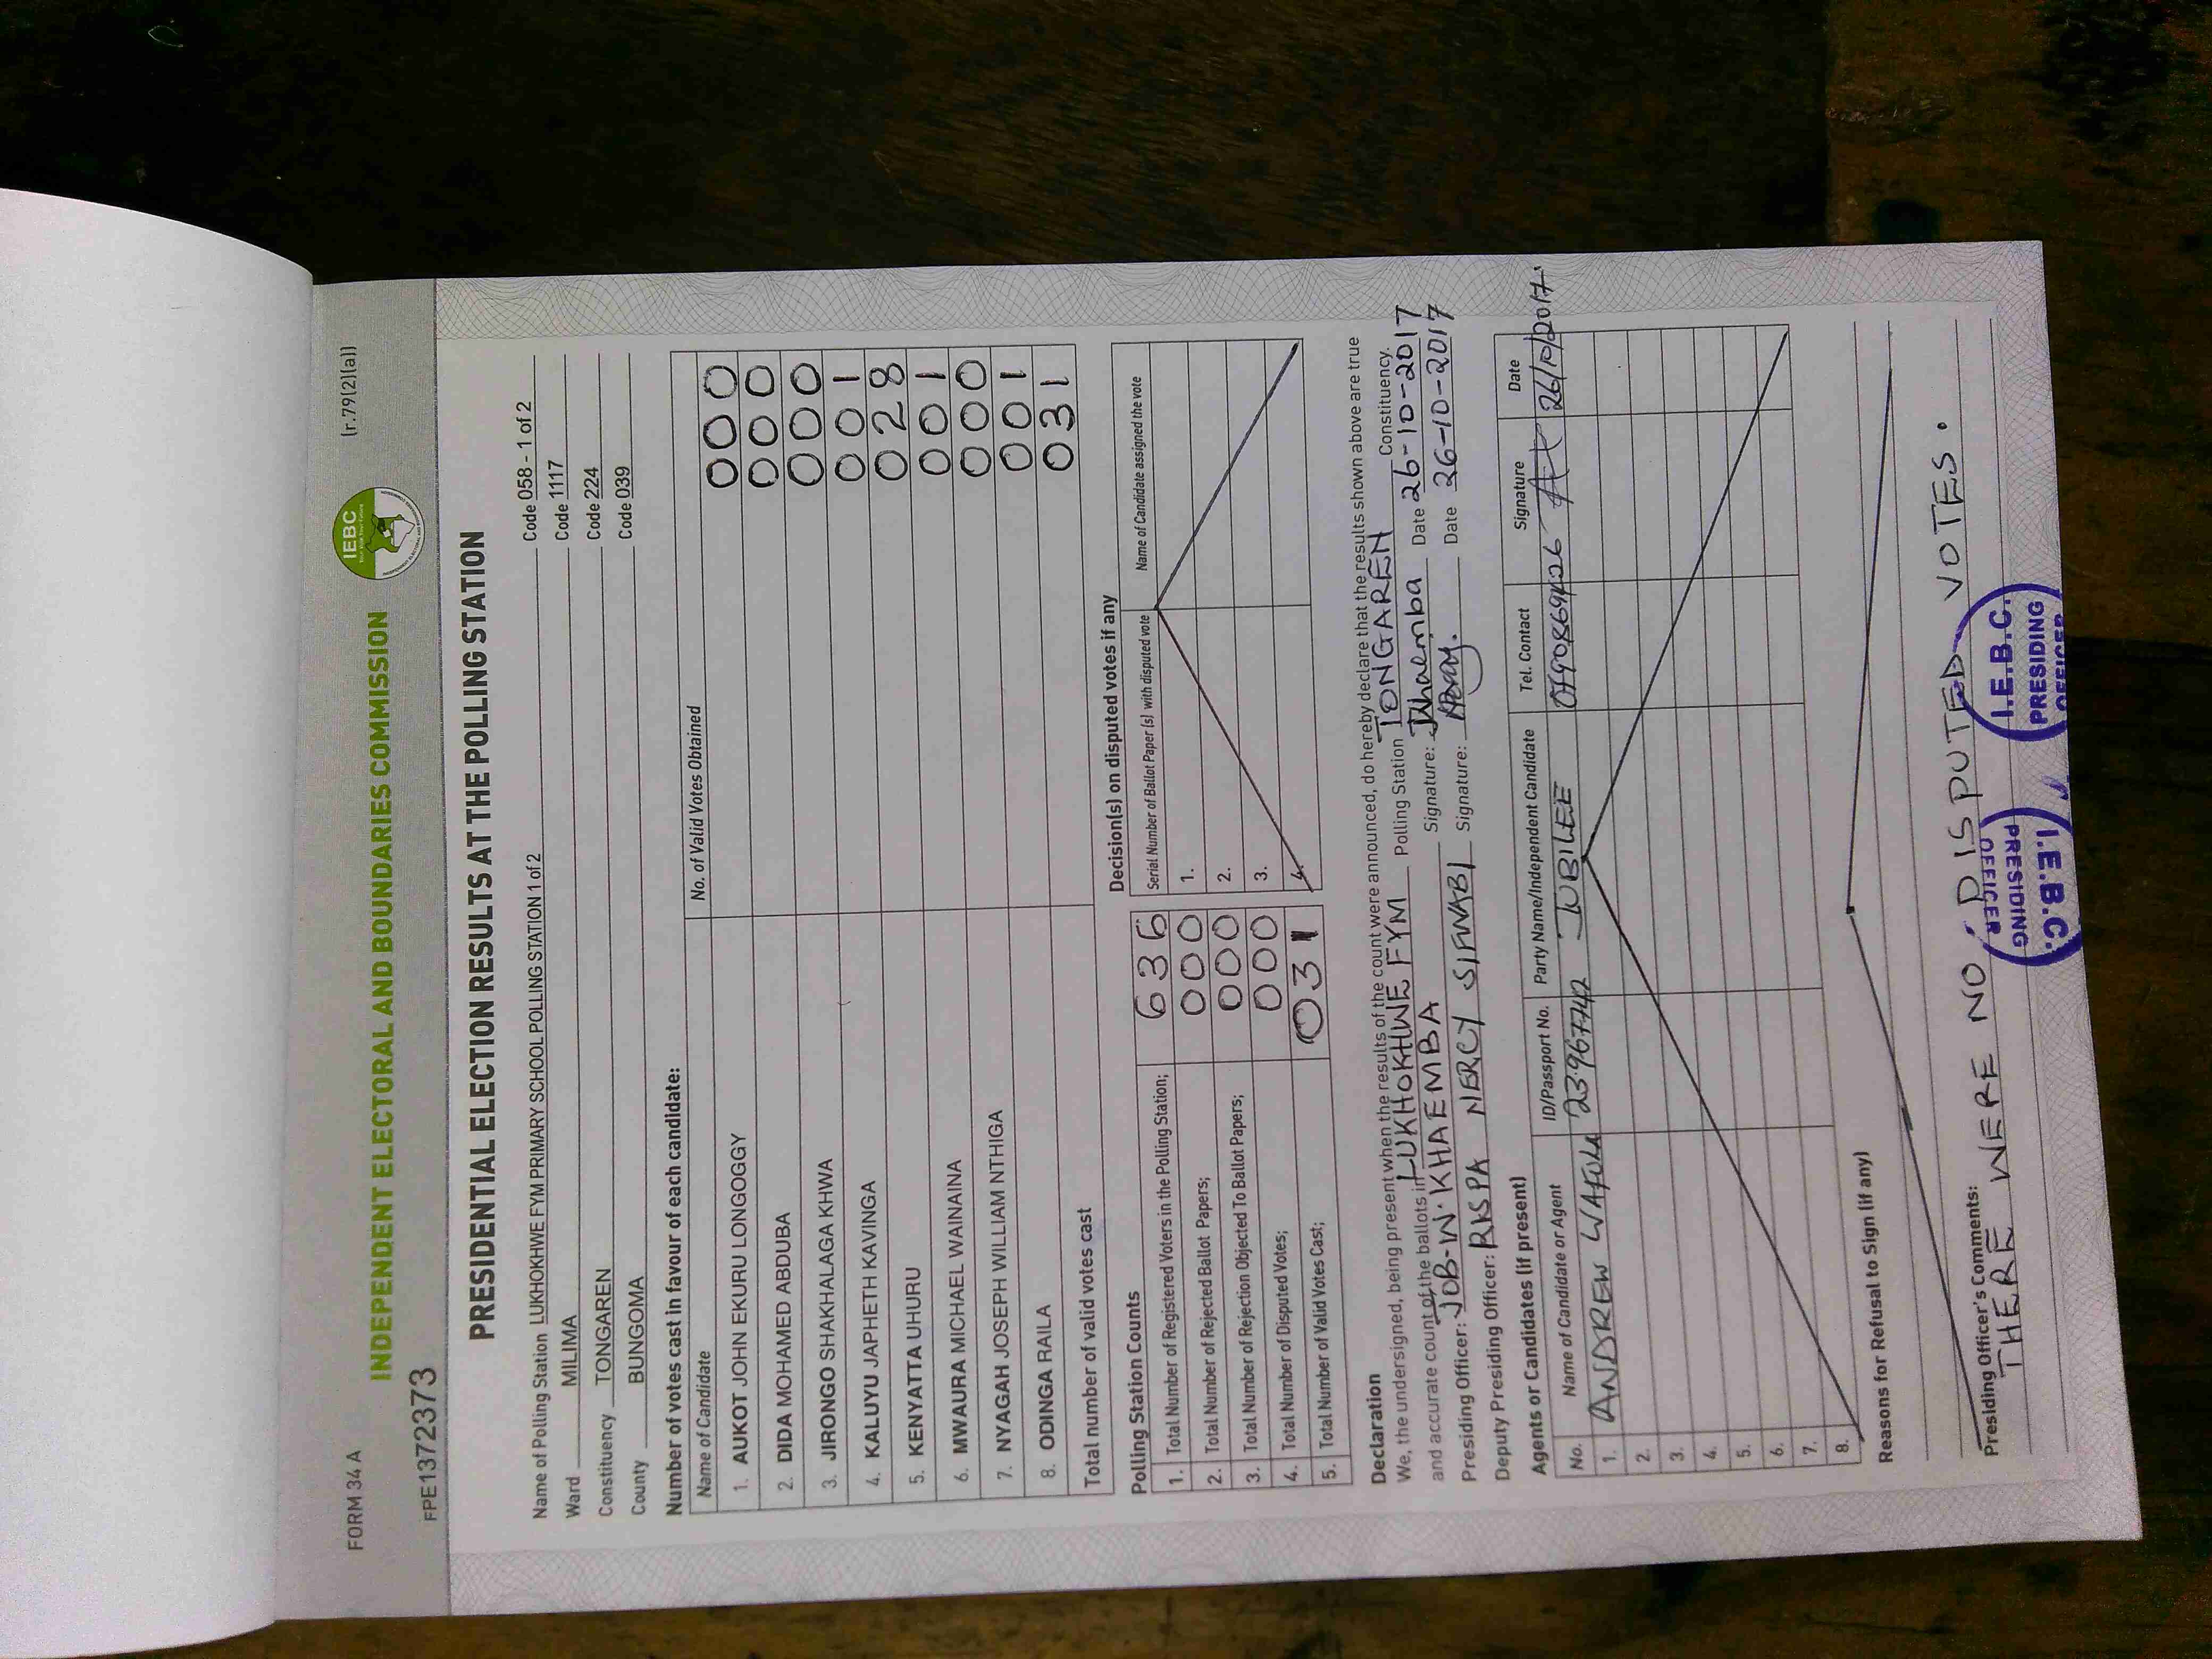 FORM 34 A
(r.79(2)(a))
INDEPENDENT ELECTORAL AND BOUNDARIES COMMISSION
IEBC
FPE1372373
PRESIDENTIAL ELECTION RESULTS AT THE POLLING STATION
Name of Polling Station LUKHOKHWE FYM PRIMARY SCHOOL POLLING STATION 1 of 2 Code 058 - 1 of 2
Ward MILIMA Code 1117
Constituency TONGAREN Code 224
County BUNGOMA Code 039
Number of votes cast in favour of each candidate:
Name of Candidate No. of Valid Votes Obtained
1. AUKOT JOHN EKURU LONGOGGY 000
2. DIDA MOHAMED ABDUBA 000
3. JIRONGO SHAKHALAGA KHWA 000
4. KALUYU JAPHETH KAVINGA 001
5. KENYATTA UHURU 028
6. MWAURA MICHAEL WAINAINA 001
7. NYAGAH JOSEPH WILLIAM NTHIGA 000
8. ODINGA RAILA 001
Total number of valid votes cast 031
Polling Station Counts
1. Total Number of Registered Voters in the Polling Station; 636
2. Total Number of Rejected Ballot Papers; 000
3. Total Number of Rejection Objected To Ballot Papers; 000
4. Total Number of Disputed Votes; 000
5. Total Number of Valid Votes Cast; 031
Decision(s) on disputed votes if any
Serial Number of Ballot Paper (s) with disputed vote Name of Candidate assigned the vote
1.
2.
3.
4.
Declaration
We, the undersigned, being present when the results of the count were announced, do hereby declare that the results shown above are true
and accurate count of the ballots in LUKHOKHWE FYM Polling Station TONGAREN Constituency.
Presiding Officer: JOB W. KHAEMBA Signature: Khaemba Date 26-10-2017
Deputy Presiding Officer: RISPA NERCY SIFWABI Signature: Date 26-10-2017
Agents or Candidates (if present)
No. Name of Candidate or Agent ID/Passport No. Party Name/Independent Candidate Tel. Contact Signature Date
1. ANDREW WAFULA 23967742 JUBILEE 0790869426 26/10/2017
2.
3.
4.
5.
6.
7.
8.
Reasons for Refusal to Sign (if any)
Presiding Officer's Comments:
THERE WERE NO DISPUTED VOTES.
I.E.B.C. PRESIDING OFFICER
I.E.B.C. PRESIDING OFFICER